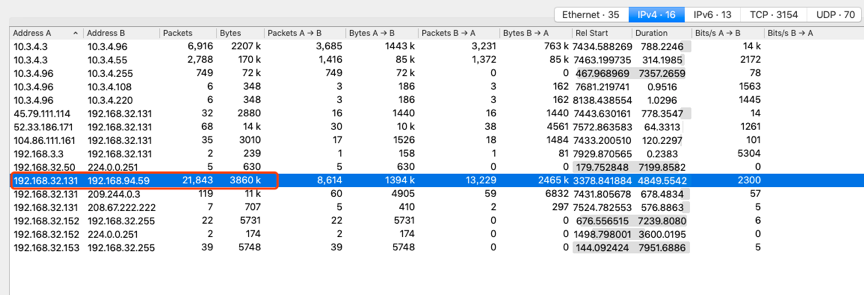 Ethernet · 35 IPv4 · 16 IPv6 · 13 TCP · 3154 UDP · 70
Address A Address B Packets Bytes Packets A → B Bytes A → B Packets B → A Bytes B → A Rel Start Duration Bits/s A → B Bits/s B → A
10.3.4.3 10.3.4.96 6,916 2207 k 3,685 1443 k 3,231 763 k 7434.588269 788.2246 14 k
10.3.4.3 10.3.4.55 2,788 170 k 1,416 85 k 1,372 85 k 7463.199735 314.1985 2172
10.3.4.96 10.3.4.255 749 72 k 749 72 k 0 0 467.968969 7357.2659 78
10.3.4.96 10.3.4.108 6 348 3 186 3 162 7681.219741 0.9516 1563
10.3.4.96 10.3.4.220 6 348 3 186 3 162 8138.438554 1.0296 1445
45.79.111.114 192.168.32.131 32 2880 16 1440 16 1440 7443.630161 778.3547 14
52.33.186.171 192.168.32.131 68 14 k 30 10 k 38 4561 7572.863583 64.3313 1261
104.86.111.161 192.168.32.131 35 3010 17 1526 18 1484 7433.200510 120.2297 101
192.168.3.3 192.168.32.131 2 239 1 158 1 81 7929.870565 0.2383 5304
192.168.32.50 224.0.0.251 5 630 5 630 0 0 179.752848 7199.8582 0
192.168.32.131 192.168.94.59 21,843 3860 k 8,614 1394 k 13,229 2465 k 3378.841884 4849.5542 2300
192.168.32.131 209.244.0.3 119 11 k 60 4905 59 6832 7431.805678 678.4834 57
192.168.32.131 208.67.222.222 7 707 5 410 2 297 7524.782553 576.8863 5
192.168.32.152 192.168.32.255 22 5731 22 5731 0 0 676.556515 7239.8080 6
192.168.32.152 224.0.0.251 2 174 2 174 0 0 1498.798001 3600.0195 0
192.168.32.153 192.168.32.255 39 5748 39 5748 0 0 144.092424 7951.6886 5